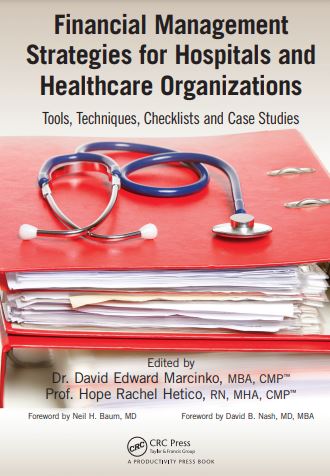 Financial Management
Strategies for Hospitals and
Healthcare Organizations
Tools, Techniques, Checklists and Case Studies
Edited by
Dr. David Edward Marcinko, MBA, CMP™
Prof. Hope Rachel Hetico, RN, MHA, CMP™
Foreword by Neil H. Baum, MD
Foreword by David B. Nash, MD, MBA
CRC
CRC Press
Taylor & Francis Group
A PRODUCTIVITY PRESS BOOK